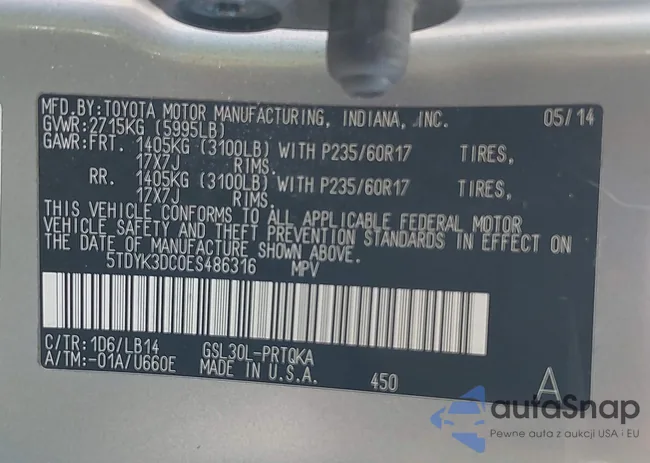 MFD.BY:TOYOTA MOTOR MANUFACTURING, INDIANA, INC. 05/14
GVWR:2715KG (5995LB)
GAWR:FRT. 1405KG (3100LB) WITH P235/60R17 TIRES,
17X7J RIMS.
RR. 1405KG (3100LB) WITH P235/60R17 TIRES,
17X7J RIMS.
THIS VEHICLE CONFORMS TO ALL APPLICABLE FEDERAL MOTOR
VEHICLE SAFETY AND THEFT PREVENTION STANDARDS IN EFFECT ON
THE DATE OF MANUFACTURE SHOWN ABOVE.
5TDYK3DC0ES486316 MPV
C/TR:1D6/LB14 GSL30L-PRTQKA
A/TM:-01A/U660E MADE IN U.S.A. 450 A
autoSnap
Pewne auta z aukcji USA i EU